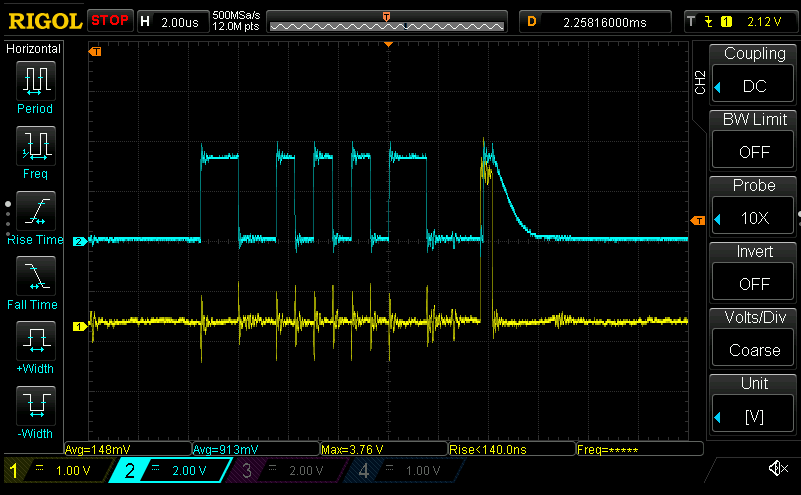 RIGOL STOP H 2.00us 500MSa/s 12.0M pts D 2.25816000ms T 1 2.12 V
Horizontal
T
Period
Freq
Rise Time
Fall Time
+Width
-Width
2
1
T
CH2
Coupling
DC
BW Limit
OFF
Probe
10X
Invert
OFF
Volts/Div
Coarse
Unit
[V]
Avg=148mV Avg=913mV Max=3.76 V Rise<140.0ns Freq=*****
1 1.00 V 2 2.00 V 3 2.00 V 4 1.00 V